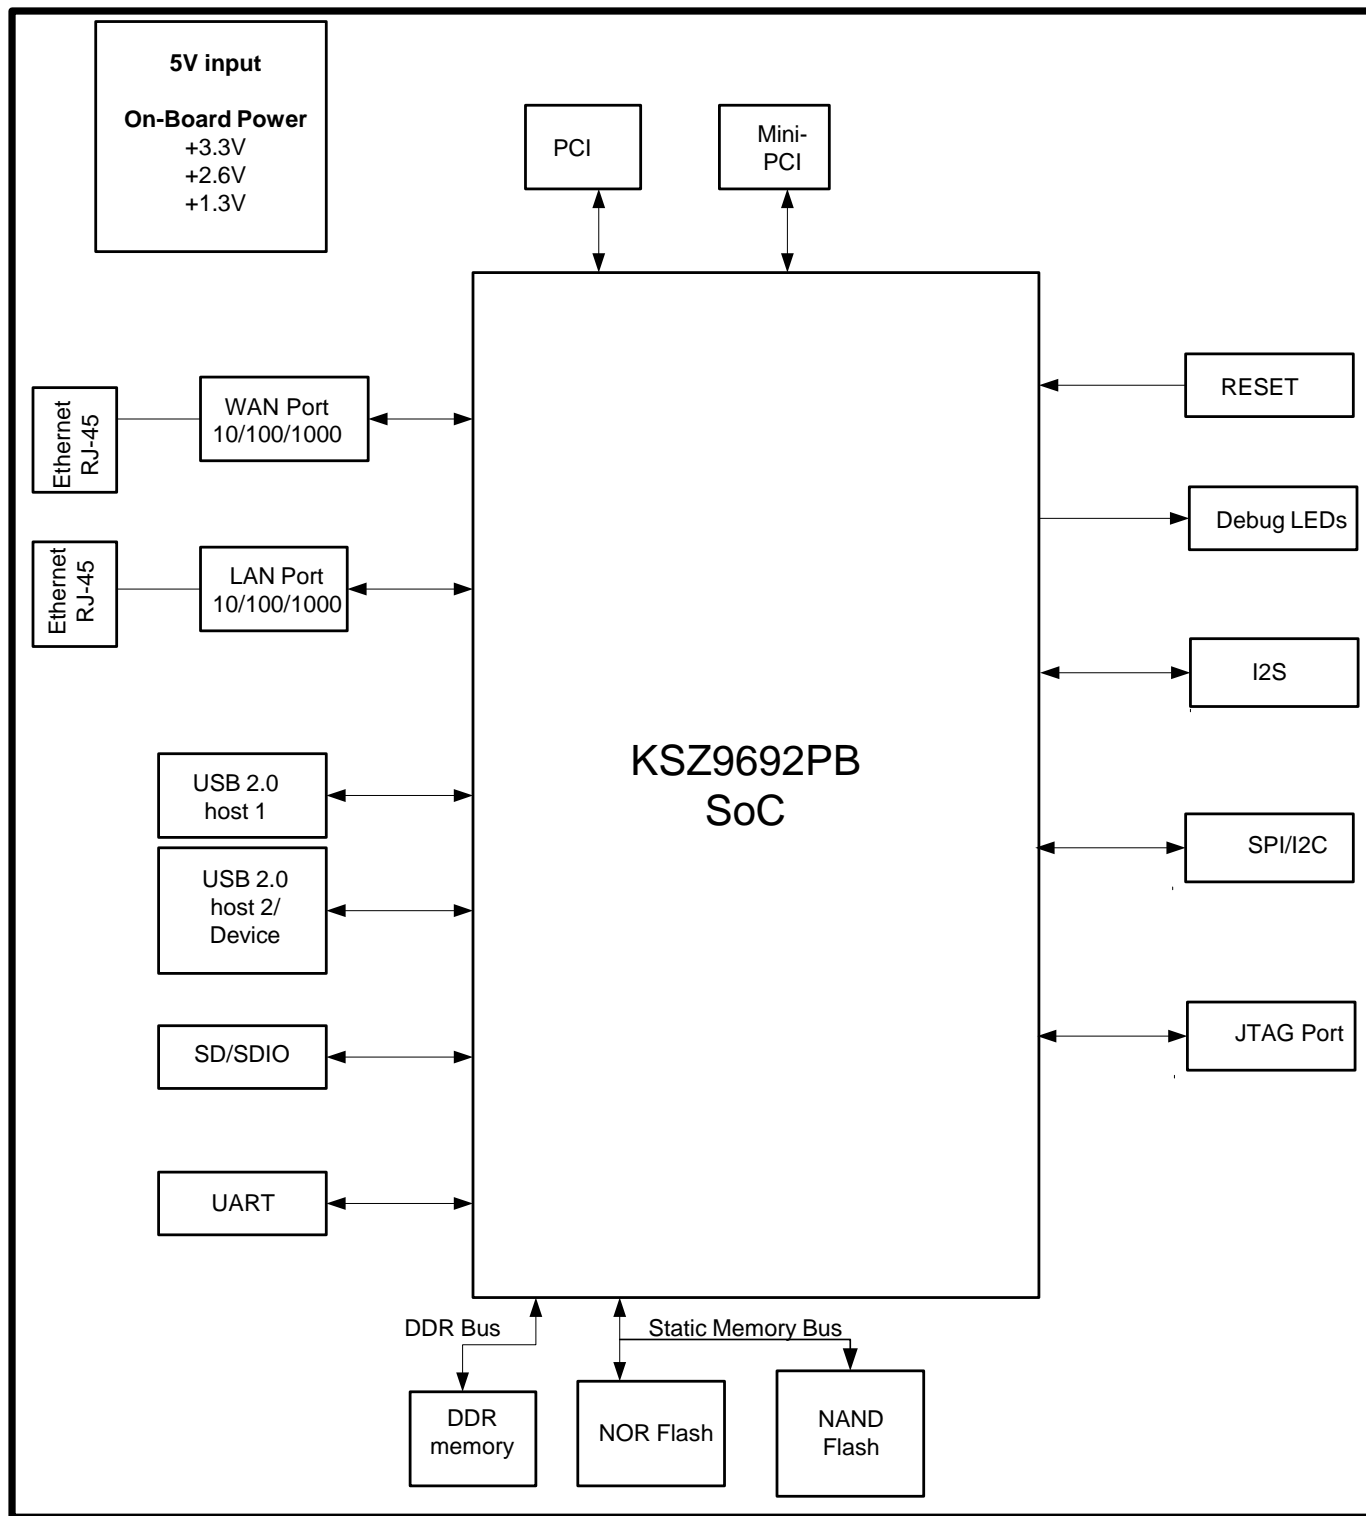 5V input
On-Board Power
+3.3V
+2.6V
+1.3V
PCI
Mini-
PCI
Ethernet
RJ-45
WAN Port
10/100/1000
RESET
Debug LEDs
Ethernet
RJ-45
LAN Port
10/100/1000
I2S
KSZ9692PB
SoC
USB 2.0
host 1
SPI/I2C
USB 2.0
host 2/
Device
SD/SDIO
JTAG Port
UART
DDR Bus
Static Memory Bus
DDR
memory
NOR Flash
NAND
Flash